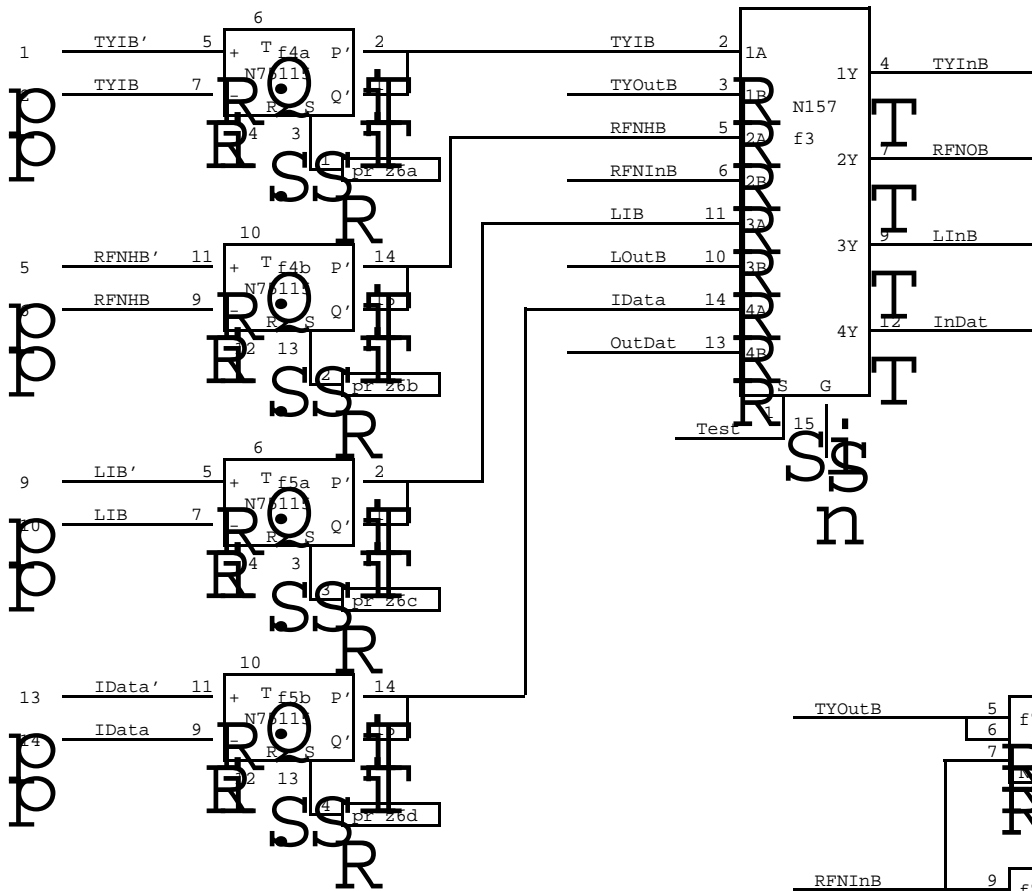 6
1 TYIB' 5 + T f4a P' 2 TYIB 2 1A
N75115 1Y 4 TYInB
TYIB 7 - Q' TYOutB 3 1B N157
R S RFNHB 5 2A f3
4 3
1 pr z6a 2Y 7 RFNOB
RFNInB 6 2B
LIB 11 3A
10 3Y 9 LInB
5 RFNHB' 11 + T f4b P' 14 LOutB 10 3B
N75115
6 RFNHB 9 - Q' IData 14 4A
R S 4Y 12 InDat
12 13 OutDat 13 4B
2 pr z6b S G
1
Test 15
6
9 LIB' 5 + T f5a P' 2
N75115
10 LIB 7 - Q'
R S
4 3
3 pr z6c
10
13 IData' 11 + T f5b P' 14
N75115 TYOutB 5
14 IData 9 - Q' 6
R S 7
12 13
4 pr z6d
RFNInB 9